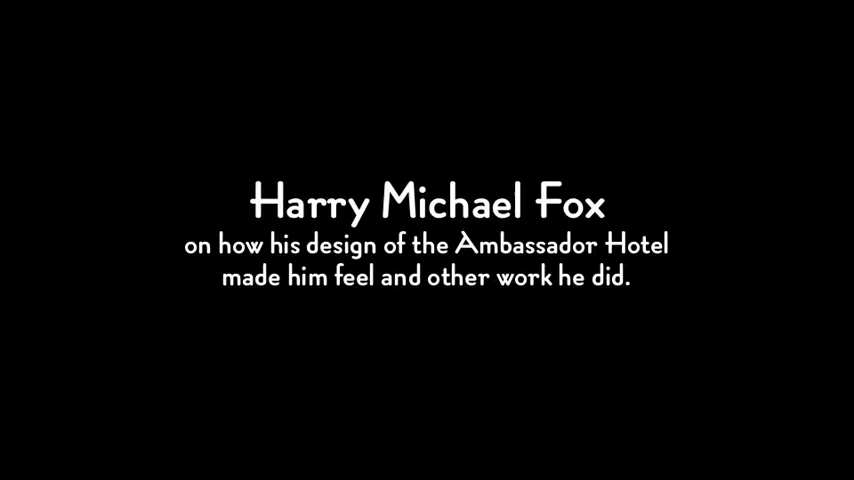 Harry Michael Fox
on how his design of the Ambassador Hotel
made him feel and other work he did.